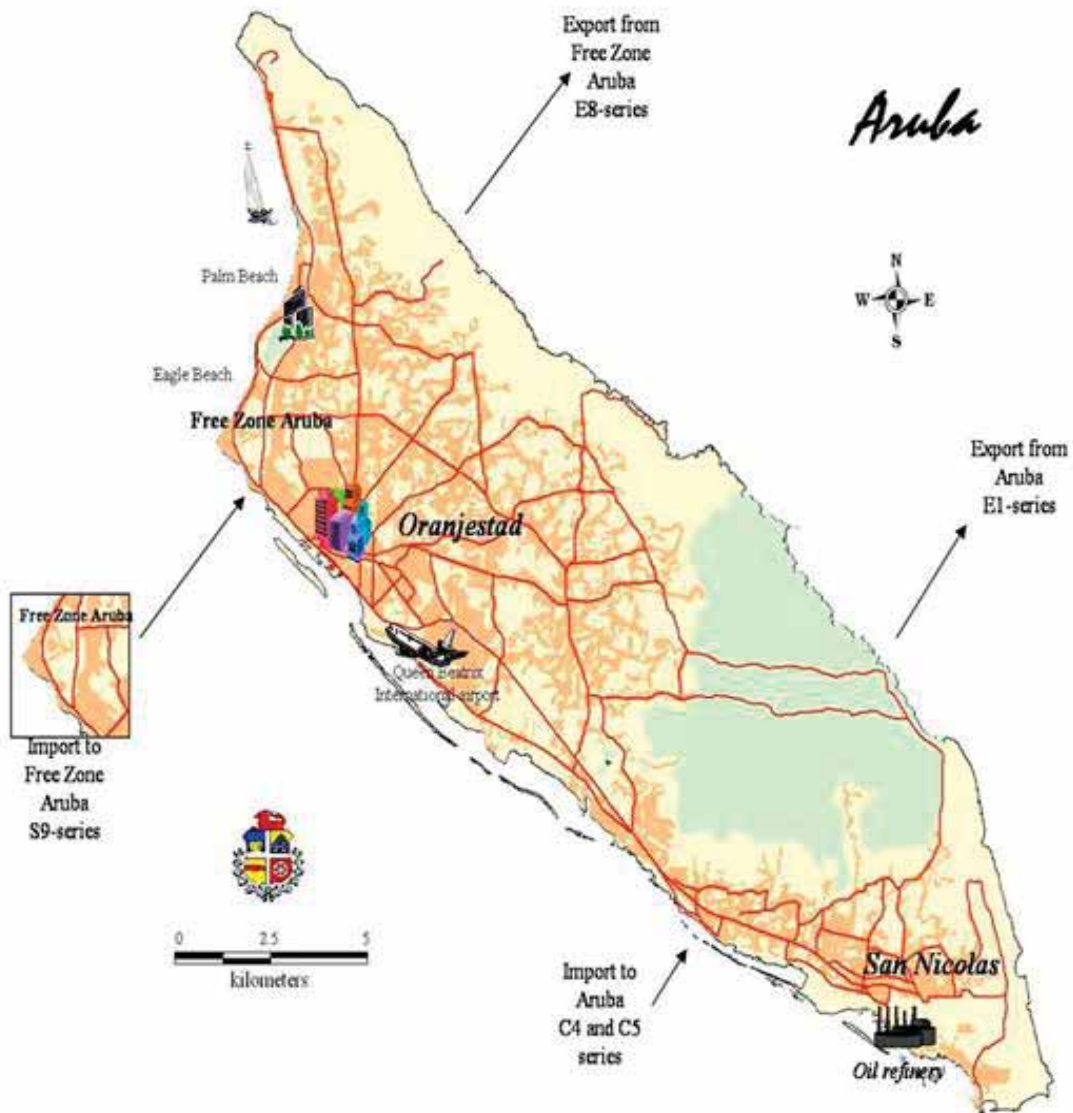 Export from
Free Zone
Aruba
E8-series
Aruba
N
W E
S
Palm Beach
Eagle Beach
Free Zone Aruba
Export from
Aruba
E1-series
Oranjestad
Free Zone Aruba
Queen Beatrix
International airport
Import to
Free Zone
Aruba
S9-series
0 2.5 5
kilometers
Import to
Aruba
C4 and C5
series
San Nicolas
Oil refinery